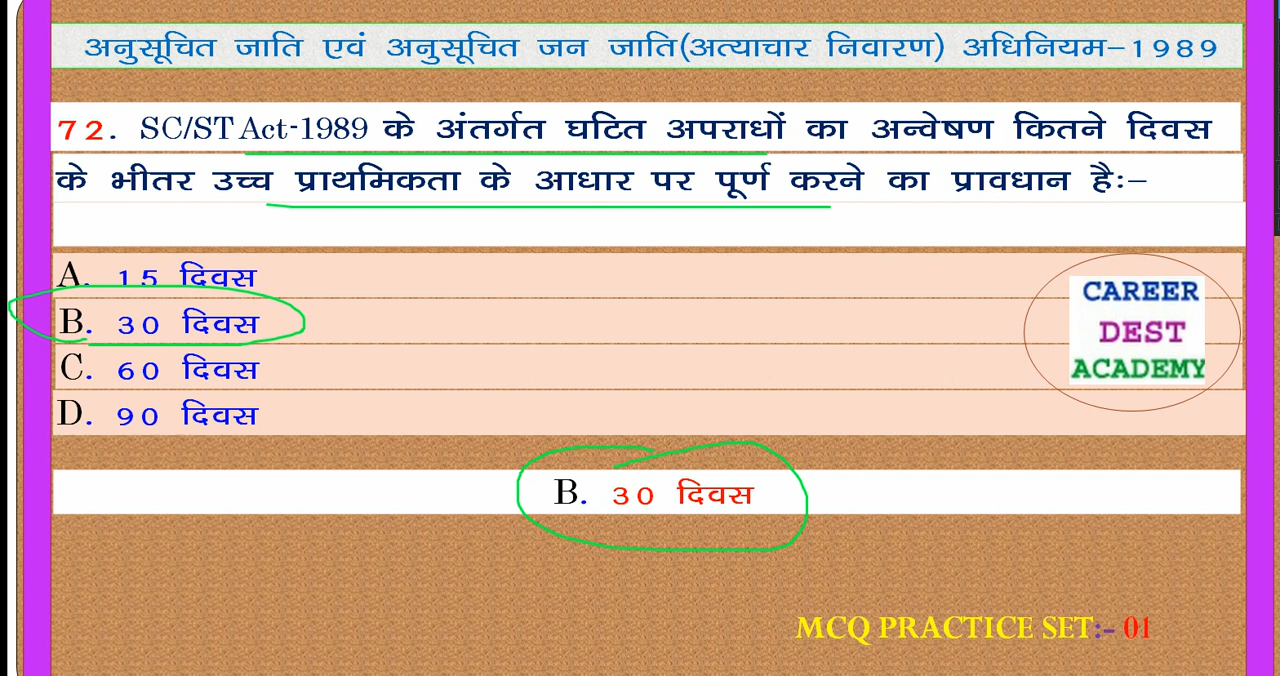 अनुसूचित जाति एवं अनुसूचित जन जाति(अत्याचार निवारण) अधिनियम-1989
72. SC/ST Act-1989 के अंतर्गत घटित अपराधों का अन्वेषण कितने दिवस
के भीतर उच्च प्राथमिकता के आधार पर पूर्ण करने का प्रावधान है:-
A. 15 दिवस
B. 30 दिवस
C. 60 दिवस
D. 90 दिवस
CAREER
DEST
ACADEMY
B. 30 दिवस
MCQ PRACTICE SET:- 01